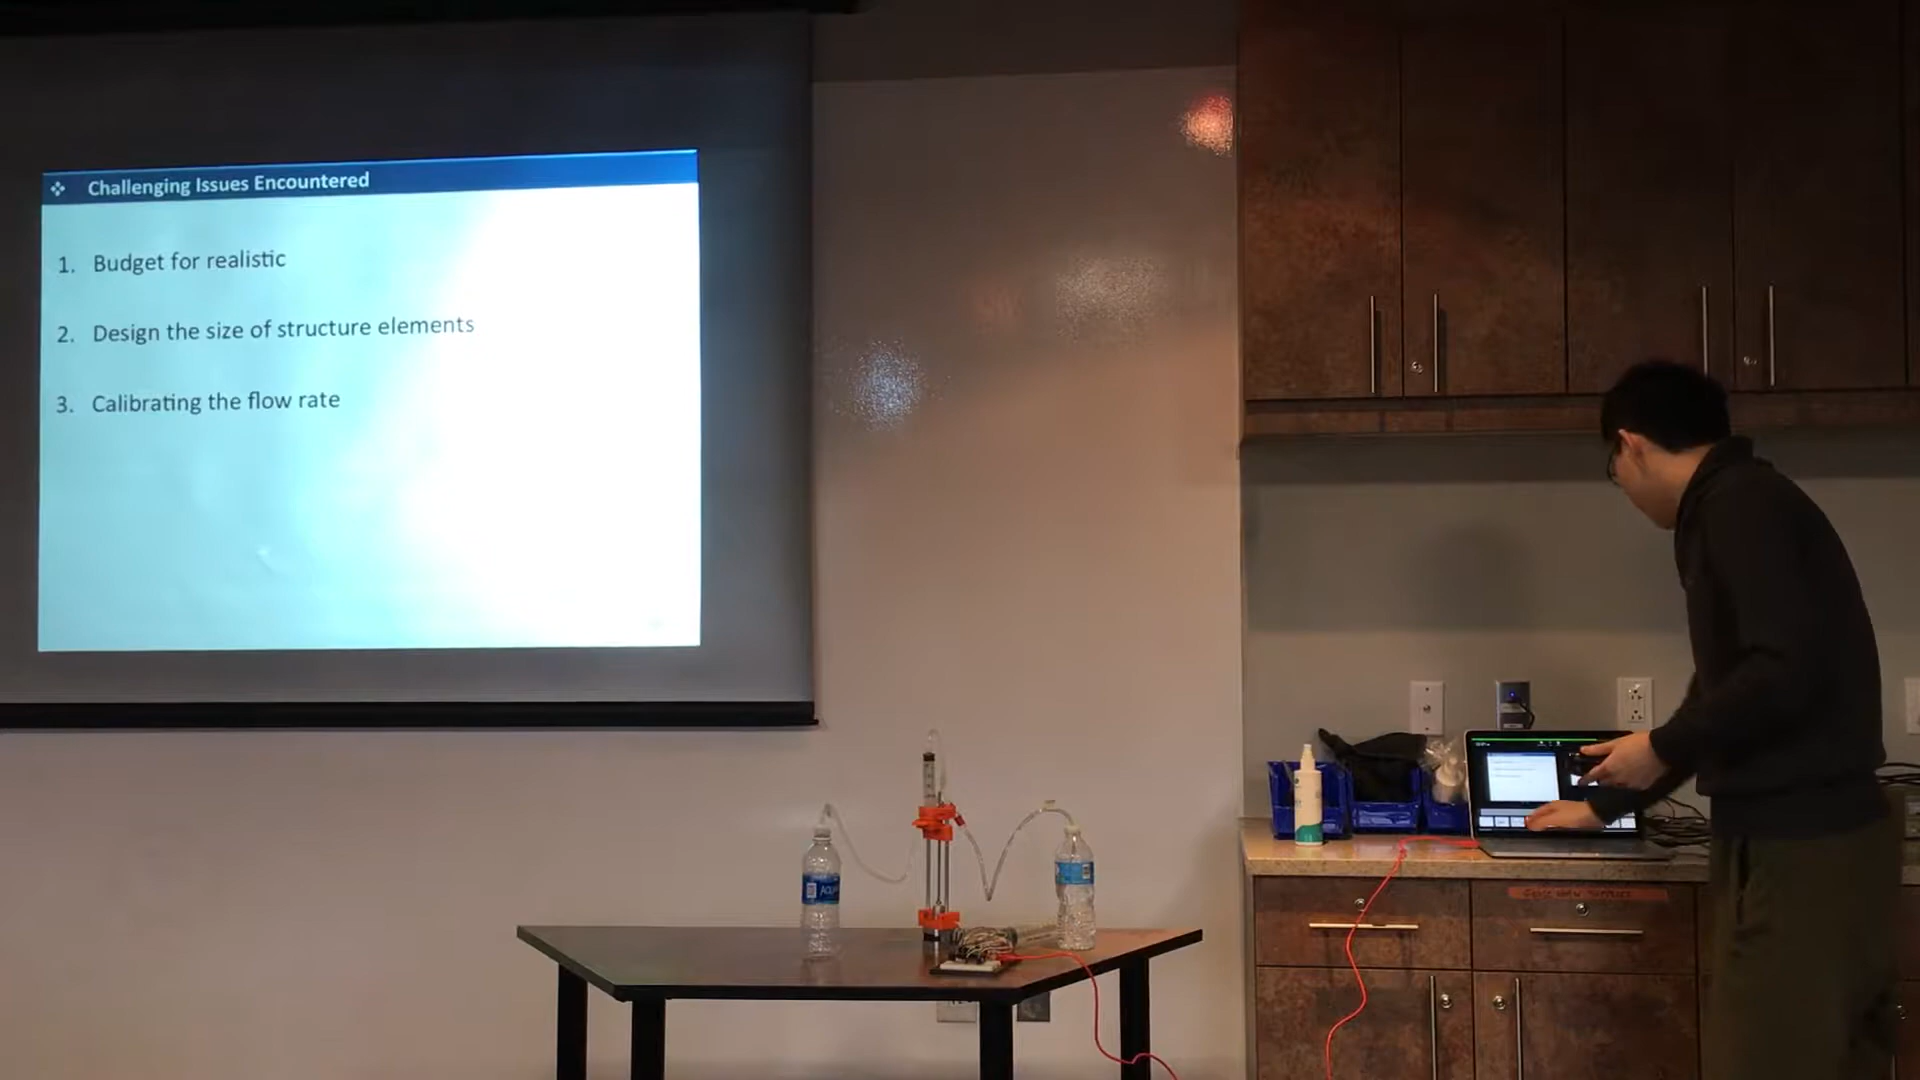 Challenging Issues Encountered
1. Budget for realistic
2. Design the size of structure elements
3. Calibrating the flow rate